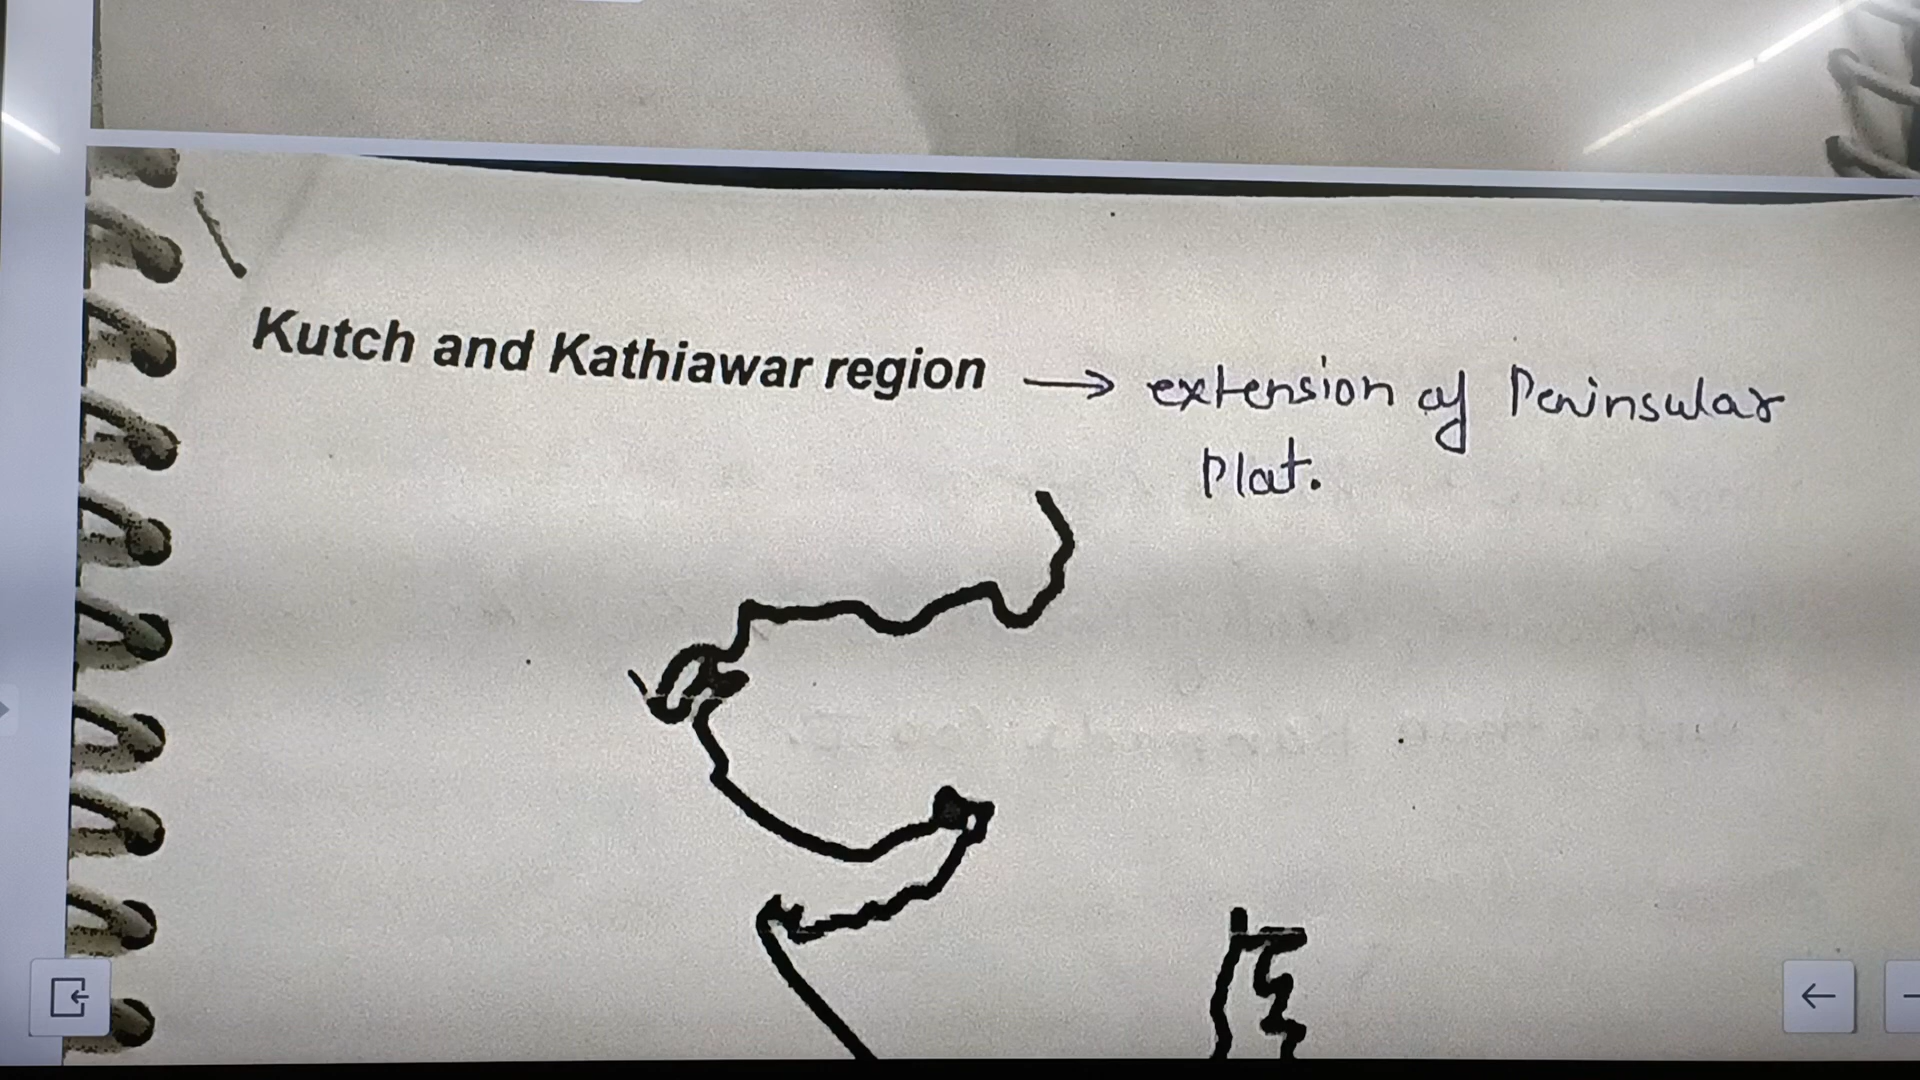 Kutch and Kathiawar region → extension of Peninsular
Plat.